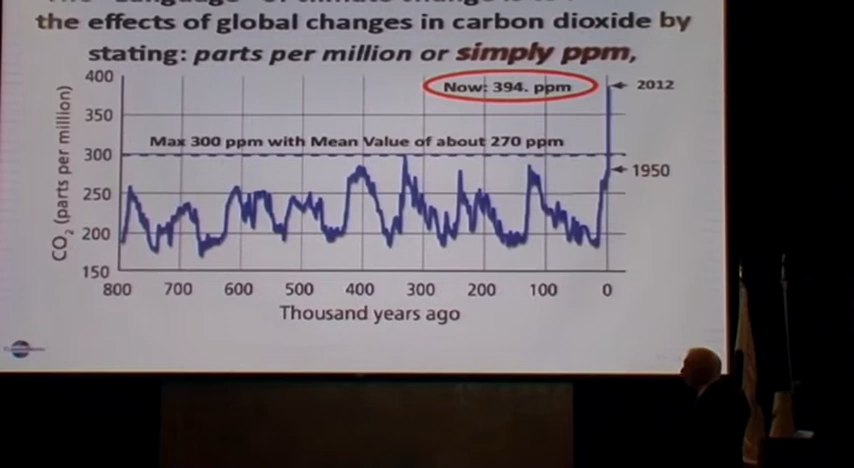 the effects of global changes in carbon dioxide by
stating: parts per million or simply ppm,
400
Now: 394. ppm
2012
350
Max 300 ppm with Mean Value of about 270 ppm
300
1950
250
200
150
CO₂ (parts per million)
800 700 600 500 400 300 200 100 0
Thousand years ago